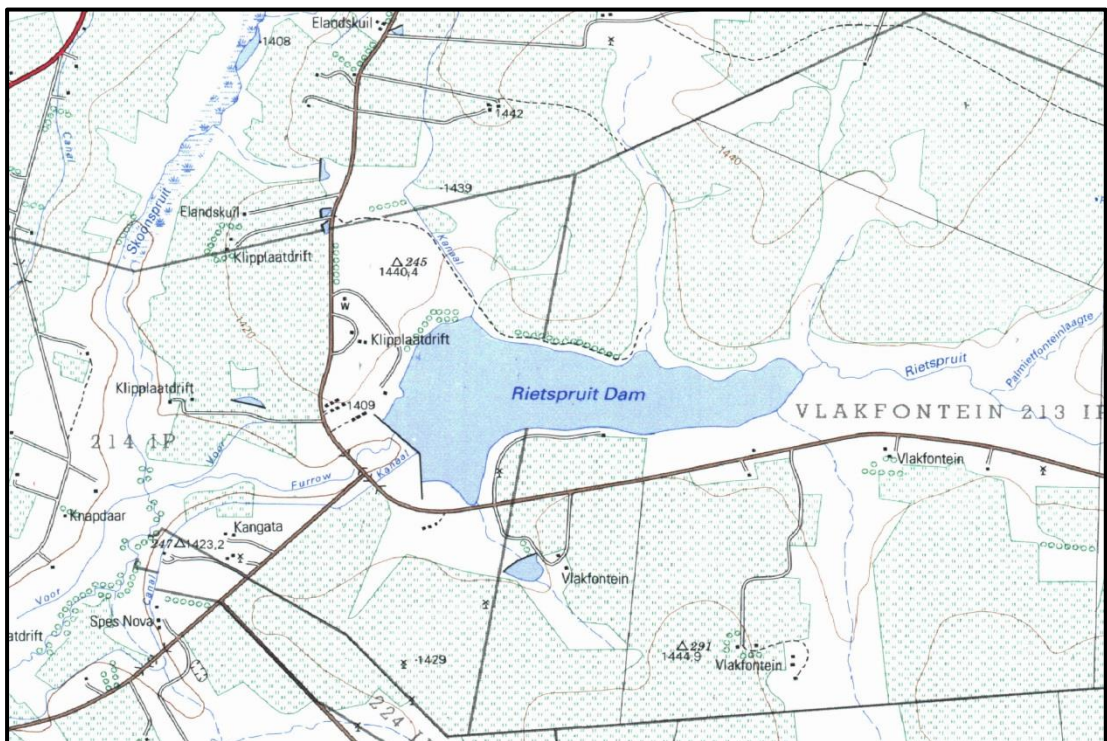 Elandskuil
·1408
Canal
1442
1440
Skoonspruit
·1439
Elandskuil
Kanaal
Klipplaatdrift
△245
1440,4
1420
W
Klipplaatdrift
Palmietfonteinlaagte
Rietspruit
Rietspruit Dam
Klipplaatdrift
·1409
VLAKFONTEIN 213 IP
214 IP
Voor
Furrow
Kanaal
Vlakfontein
Knapdaar
Kangata
247△1423,2
Vlakfontein
Voor
Canal
Spes Nova
atdrift
△291
1444,9
Vlakfontein
·1429
224